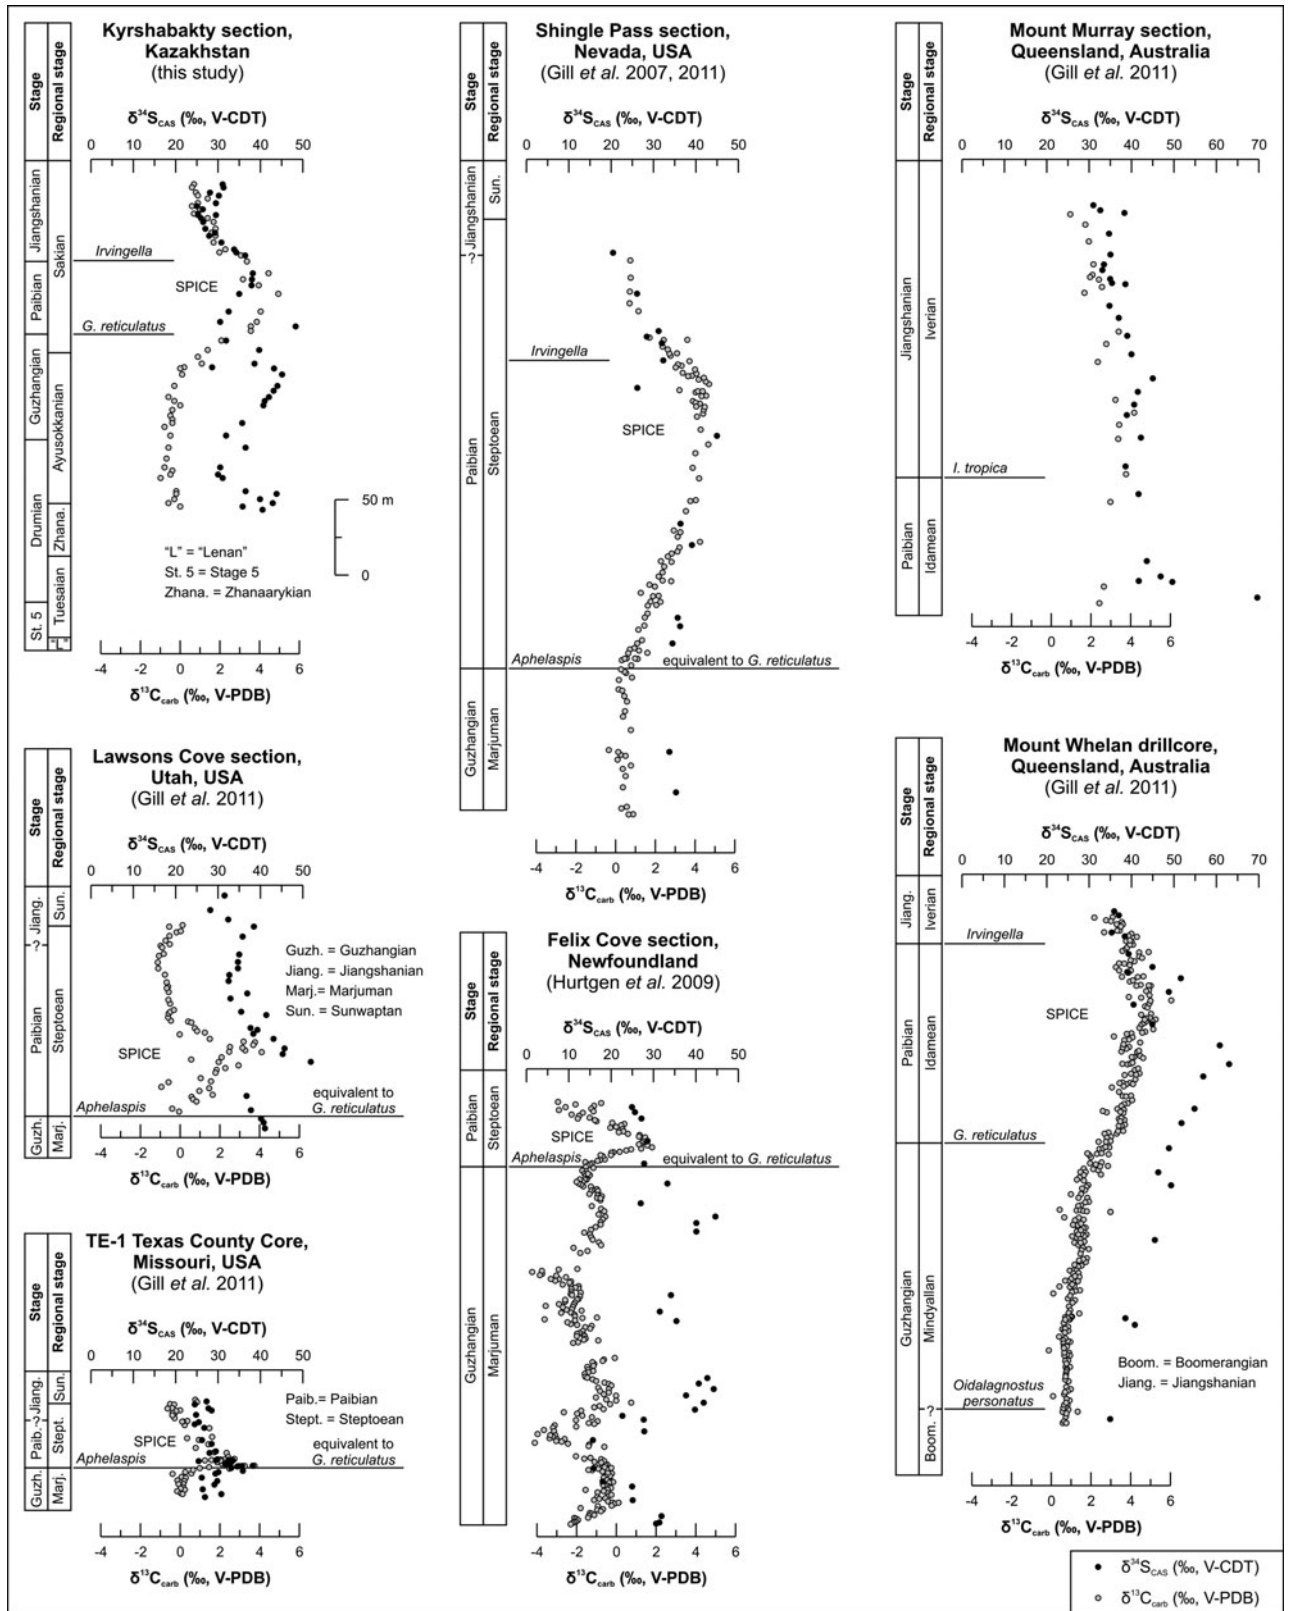 Kyrshabakty section,
Kazakhstan
(this study)
Stage
Regional stage
δ34SCAS (‰, V-CDT)
0 10 20 30 40 50
Jiangshanian
Paibian
Guzhangian
Drumian
St. 5
Sakian
Ayusokkanian
Zhana.
Tuesaian
"L"
Irvingella
SPICE
G. reticulatus
50 m
0
"L" = "Lenan"
St. 5 = Stage 5
Zhana. = Zhanaarykian
-4 -2 0 2 4 6
δ13Ccarb (‰, V-PDB)
Shingle Pass section,
Nevada, USA
(Gill et al. 2007, 2011)
Stage
Regional stage
δ34SCAS (‰, V-CDT)
0 10 20 30 40 50
Jiangshanian
?
Paibian
Guzhangian
Sun.
Steptoean
Marjuman
Irvingella
SPICE
Aphelaspis equivalent to G. reticulatus
-4 -2 0 2 4 6
δ13Ccarb (‰, V-PDB)
Mount Murray section,
Queensland, Australia
(Gill et al. 2011)
Stage
Regional stage
δ34SCAS (‰, V-CDT)
0 10 20 30 40 50 60 70
Jiangshanian
Paibian
Iverian
Idamean
I. tropica
-4 -2 0 2 4 6
δ13Ccarb (‰, V-PDB)
Lawsons Cove section,
Utah, USA
(Gill et al. 2011)
Stage
Regional stage
δ34SCAS (‰, V-CDT)
0 10 20 30 40 50
Jiang.
?
Paibian
Guzh.
Sun.
Steptoean
Marj.
Guzh. = Guzhangian
Jiang. = Jiangshanian
Marj.= Marjuman
Sun. = Sunwaptan
SPICE
equivalent to
Aphelaspis G. reticulatus
-4 -2 0 2 4 6
δ13Ccarb (‰, V-PDB)
TE-1 Texas County Core,
Missouri, USA
(Gill et al. 2011)
Stage
Regional stage
δ34SCAS (‰, V-CDT)
0 10 20 30 40 50
Jiang.
?
Paib.
Guzh.
Sun.
Stept.
Marj.
Paib.= Paibian
Stept. = Steptoean
SPICE
equivalent to
Aphelaspis G. reticulatus
-4 -2 0 2 4 6
δ13Ccarb (‰, V-PDB)
Felix Cove section,
Newfoundland
(Hurtgen et al. 2009)
Stage
Regional stage
δ34SCAS (‰, V-CDT)
0 10 20 30 40 50
Paibian
Guzhangian
Steptoean
Marjuman
SPICE
Aphelaspis equivalent to G. reticulatus
-4 -2 0 2 4 6
δ13Ccarb (‰, V-PDB)
Mount Whelan drillcore,
Queensland, Australia
(Gill et al. 2011)
Stage
Regional stage
δ34SCAS (‰, V-CDT)
0 10 20 30 40 50 60 70
Jiang.
Paibian
Guzhangian
Iverian
Idamean
Mindyallan
?
Boom.
Irvingella
SPICE
G. reticulatus
Boom. = Boomerangian
Jiang. = Jiangshanian
Oidalagnostus
personatus
-4 -2 0 2 4 6
δ13Ccarb (‰, V-PDB)
δ34SCAS (‰, V-CDT)
δ13Ccarb (‰, V-PDB)